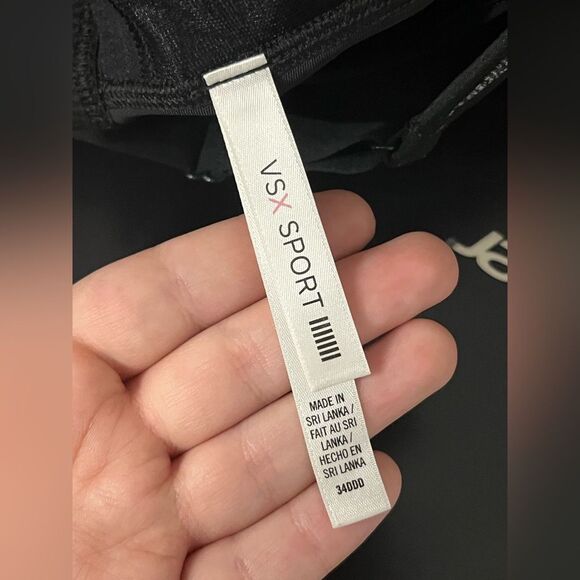 VSX SPORT
MADE IN
SRI LANKA /
FAIT AU SRI
LANKA /
HECHO EN
SRI LANKA
34DDD